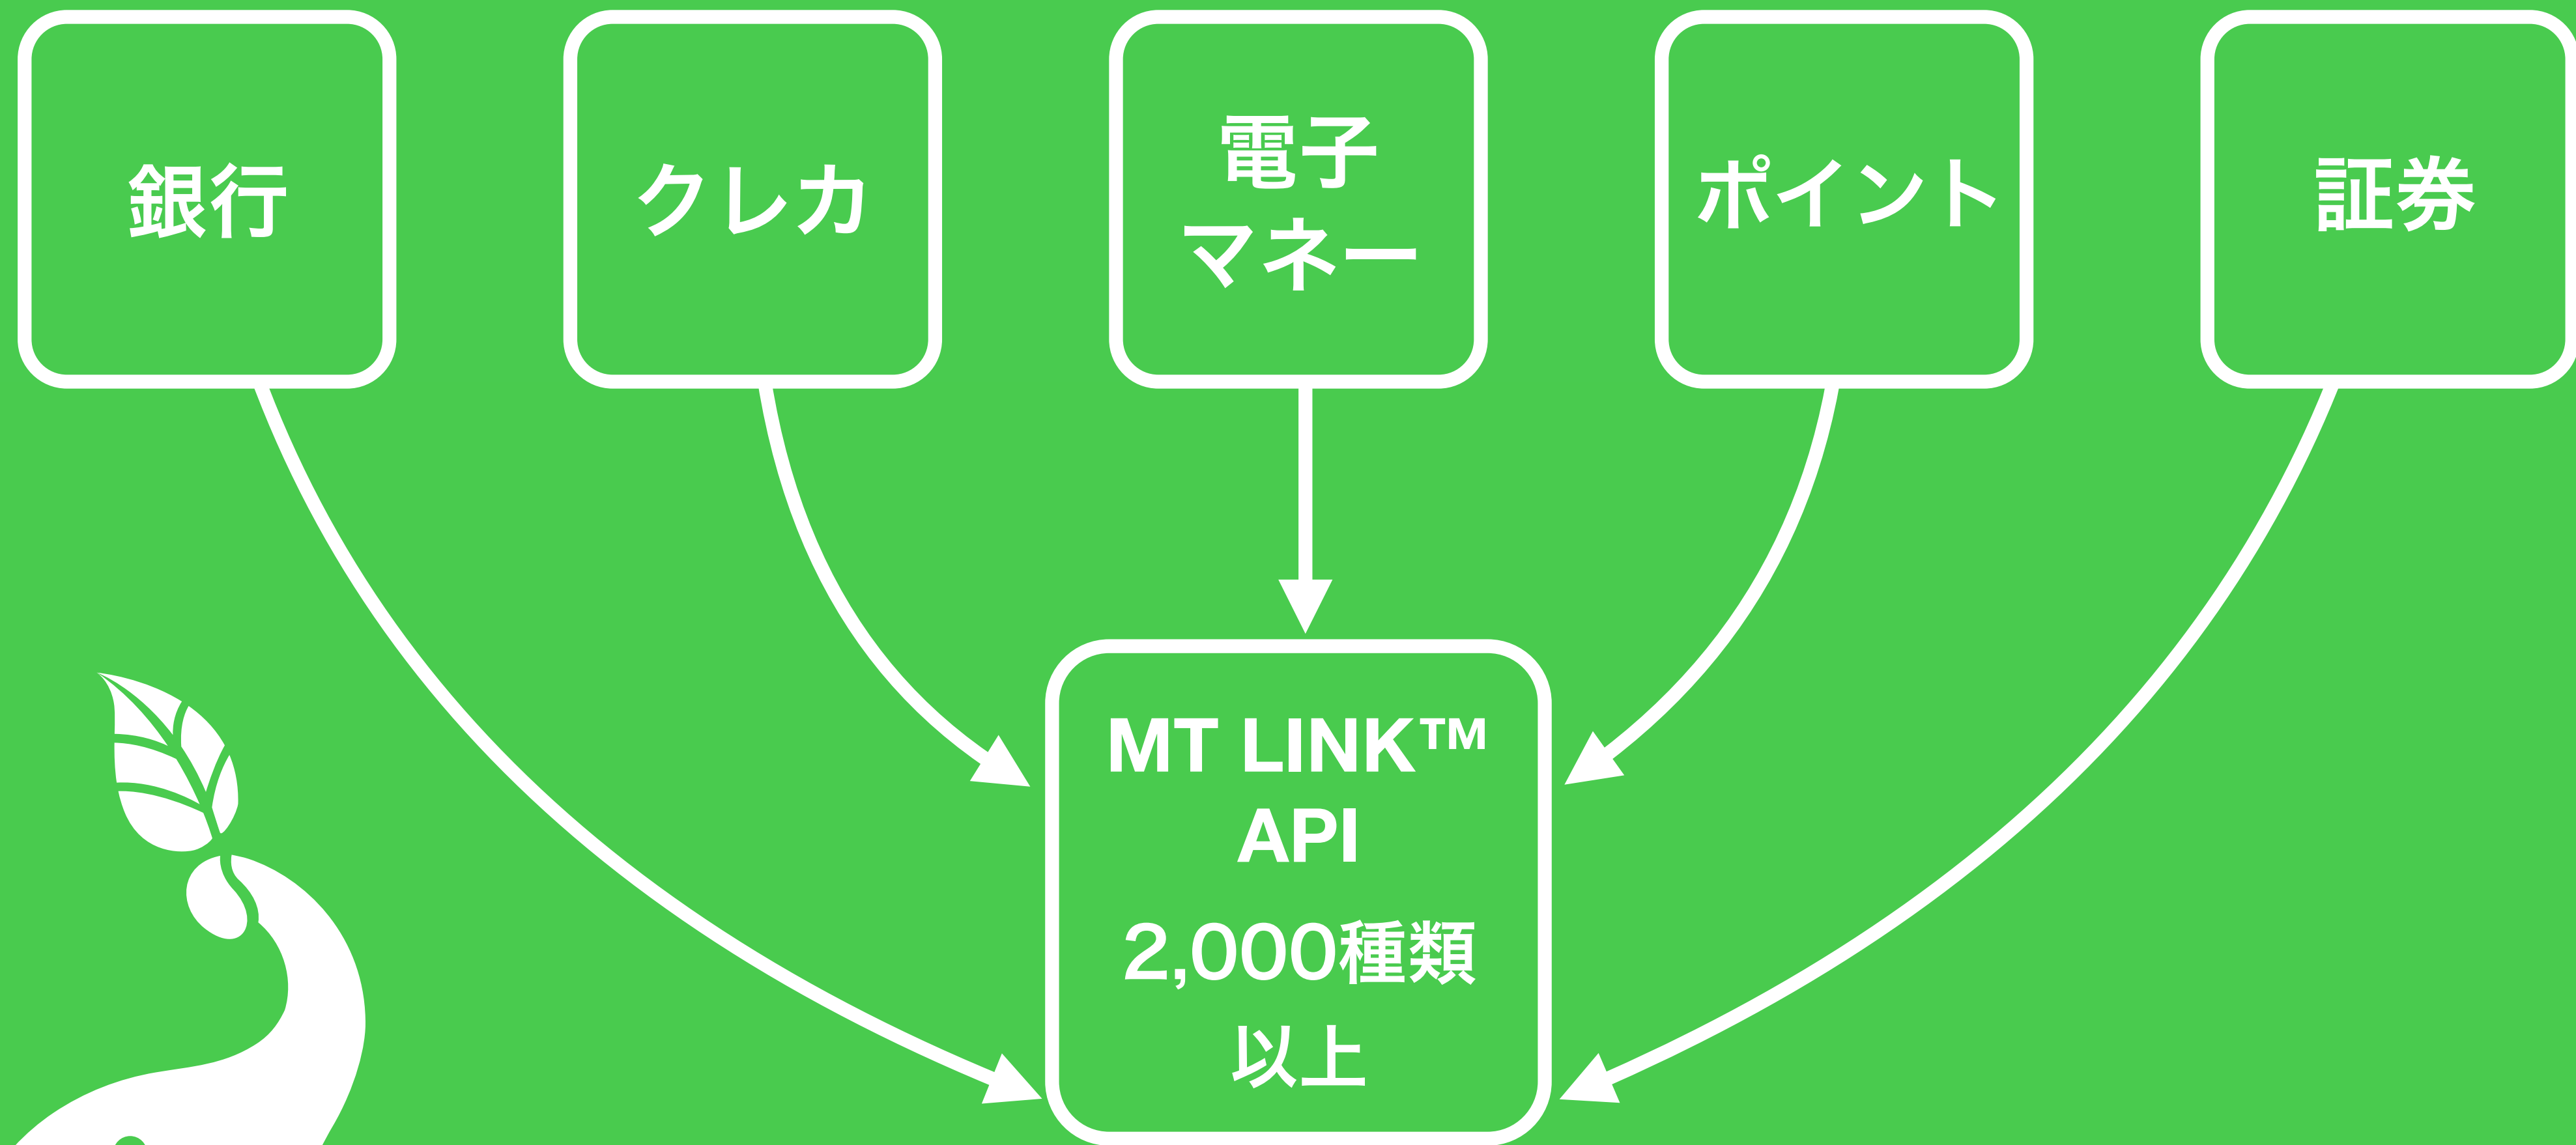 銀行
クレカ
電子
マネー
ポイント
証券
MT LINK™
API
2,000種類
以上